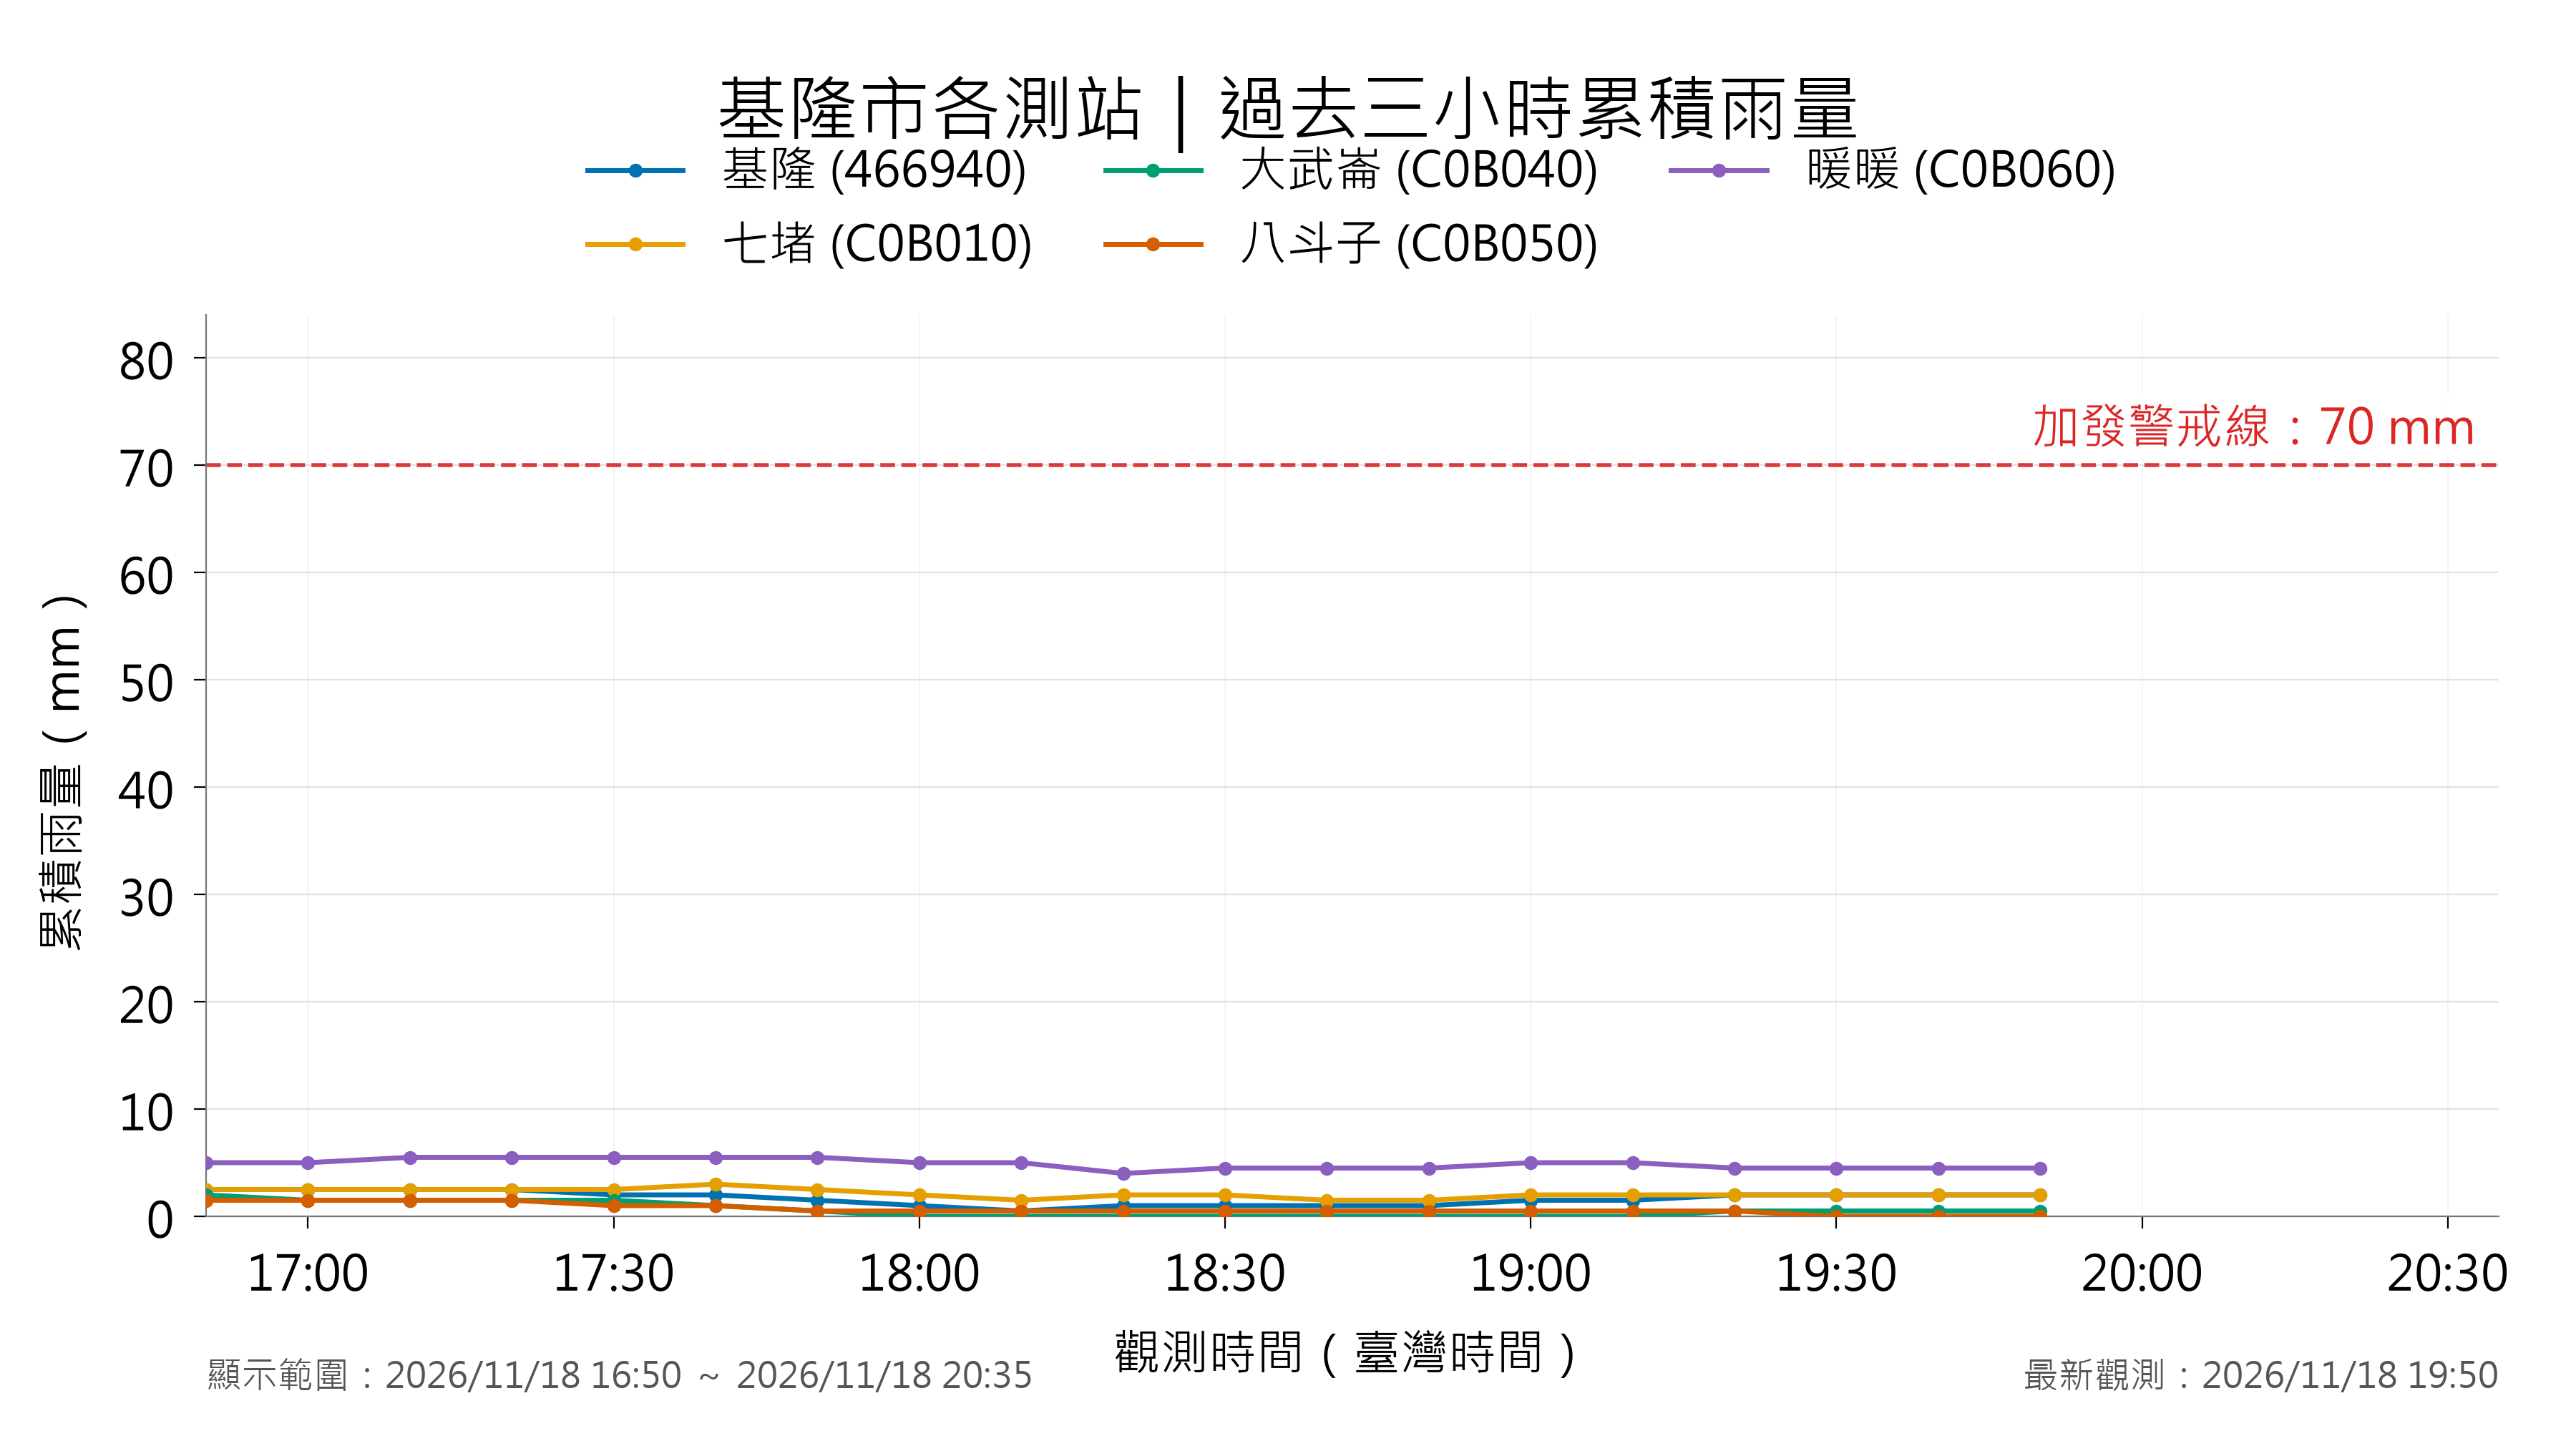 基隆市各測站｜過去三小時累積雨量
基隆 (466940) 大武崙 (C0B040) 暖暖 (C0B060)
七堵 (C0B010) 八斗子 (C0B050)
80
加發警戒線：70 mm
70
60
50
40
30
20
10
0
累積雨量（mm）
17:00 17:30 18:00 18:30 19:00 19:30 20:00 20:30
觀測時間（臺灣時間）
顯示範圍：2026/11/18 16:50 ~ 2026/11/18 20:35
最新觀測：2026/11/18 19:50